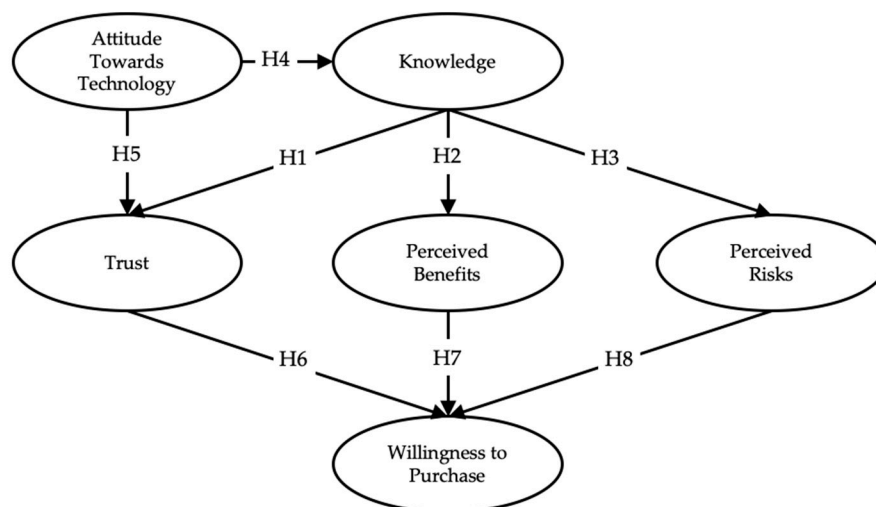 Attitude
Towards
Technology
H4
Knowledge
H5
H1
H2
H3
Trust
Perceived
Benefits
Perceived
Risks
H6
H7
H8
Willingness to
Purchase